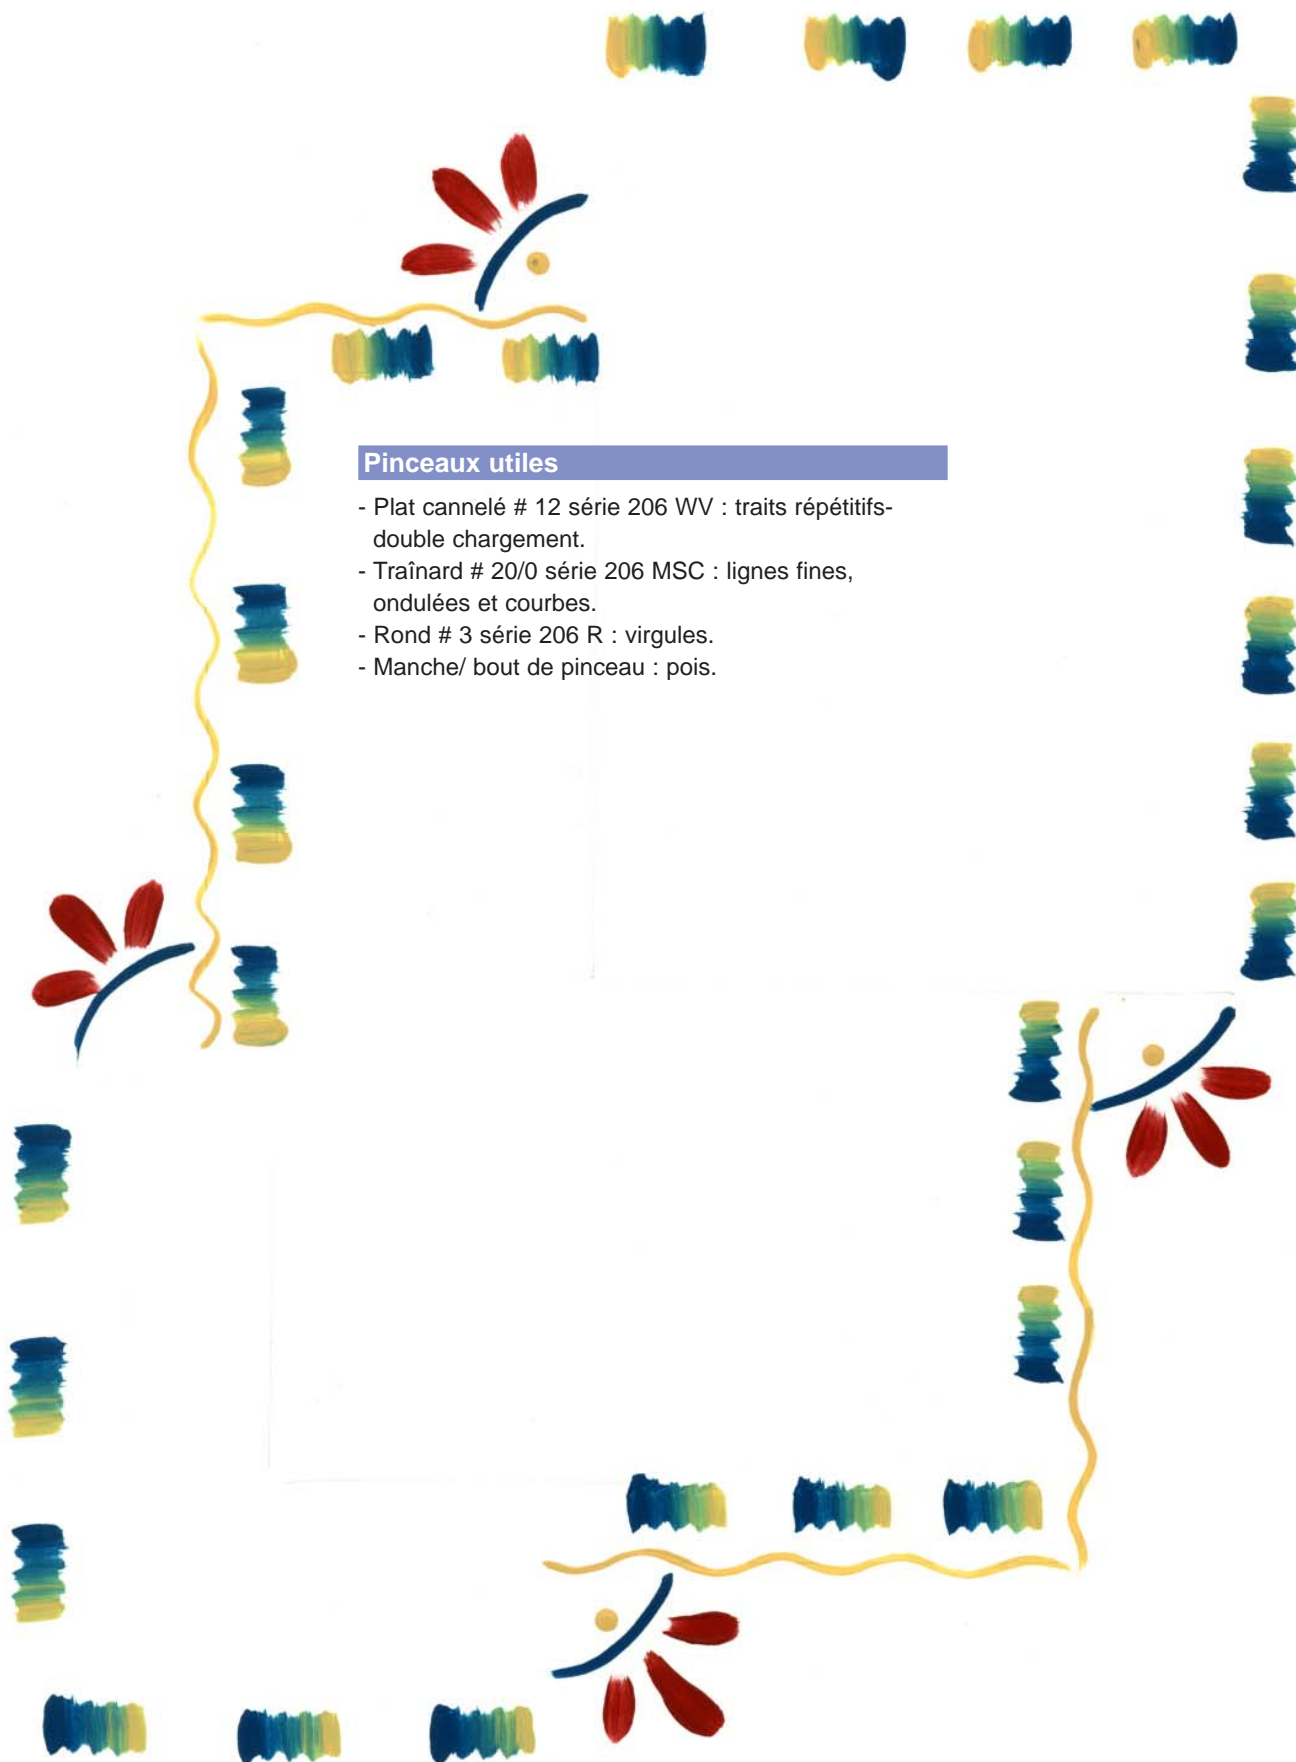 Pinceaux utiles
- Plat cannelé # 12 série 206 WV : traits répétitifs-
double chargement.
- Traînard # 20/0 série 206 MSC : lignes fines,
ondulées et courbes.
- Rond # 3 série 206 R : virgules.
- Manche/ bout de pinceau : pois.